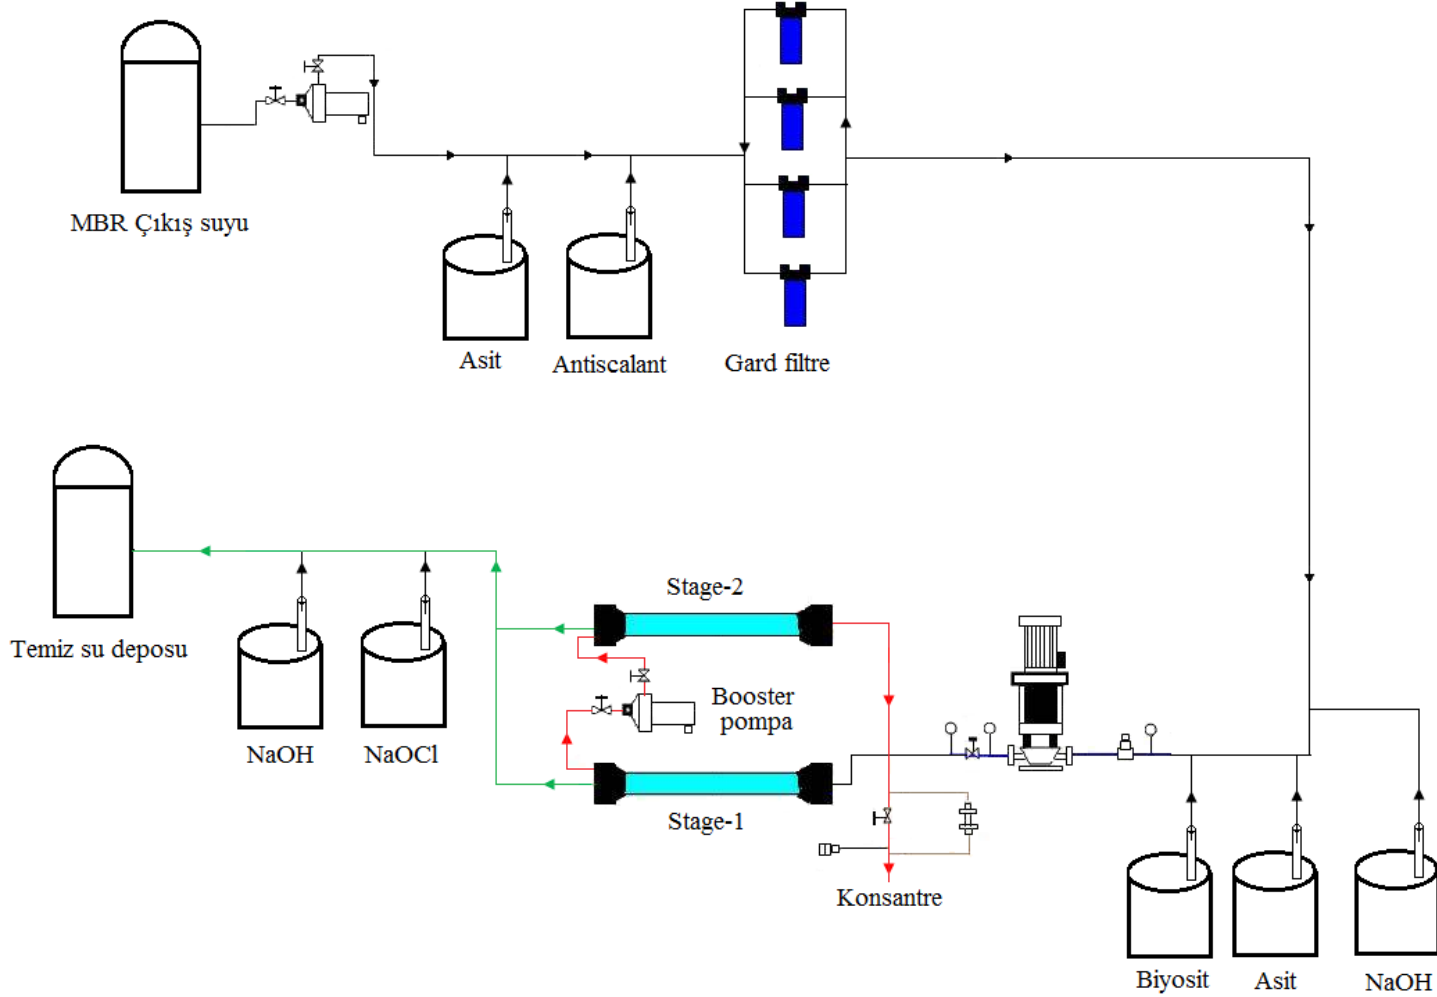 MBR Çıkış suyu
Asit
Antiscalant
Gard filtre
Stage-2
Temiz su deposu
Booster
pompa
NaOH
NaOCl
Stage-1
Konsantre
Biyosit
Asit
NaOH